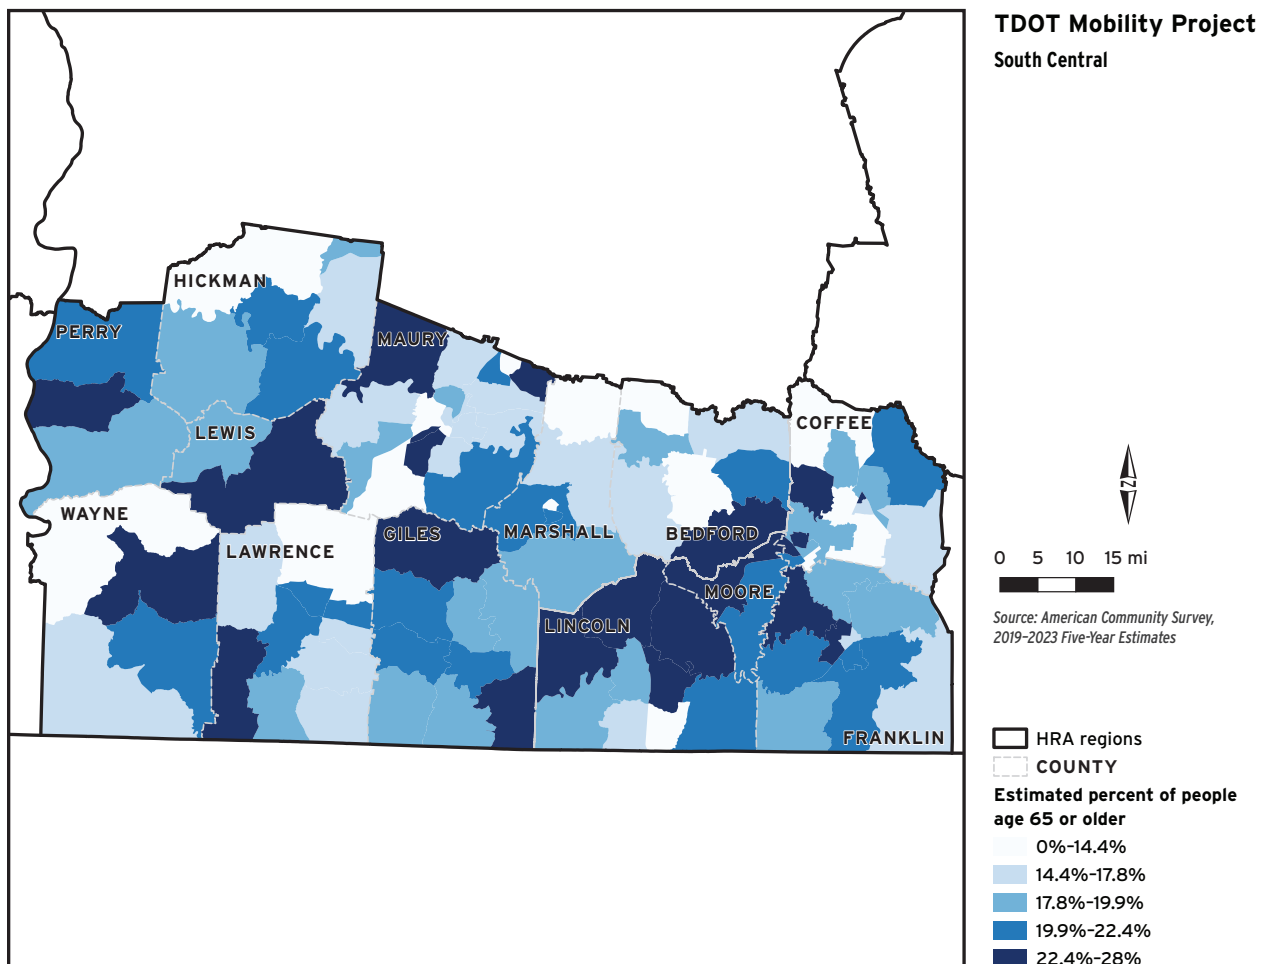 TDOT Mobility Project
South Central
HICKMAN
PERRY
MAURY
LEWIS
COFFEE
WAYNE
LAWRENCE
GILES
MARSHALL
BEDFORD
MOORE
LINCOLN
FRANKLIN
N
0 5 10 15 mi
Source: American Community Survey,
2019–2023 Five-Year Estimates
HRA regions
COUNTY
Estimated percent of people
age 65 or older
0%–14.4%
14.4%–17.8%
17.8%–19.9%
19.9%–22.4%
22.4%–28%